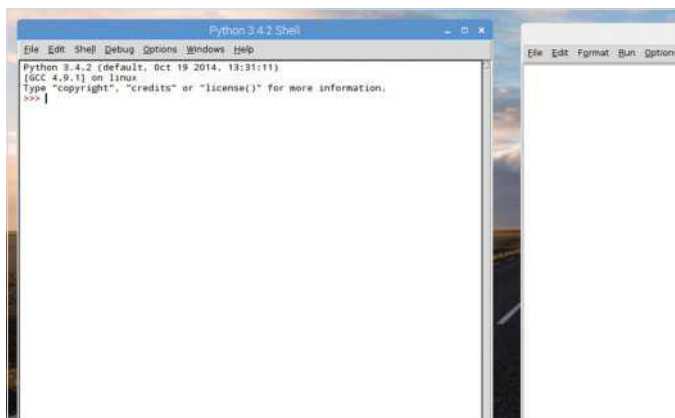 Python 3.4.2 Shell
File Edit Shell Debug Options Windows Help
Python 3.4.2 (default, Oct 19 2014, 13:31:11)
[GCC 4.9.1] on linux
Type "copyright", "credits" or "license()" for more information.
>>>
File Edit Format Run Options